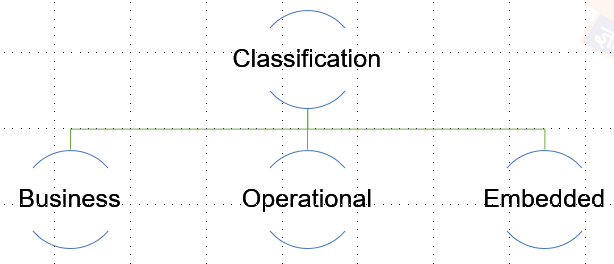 Classification
Business
Operational
Embedded